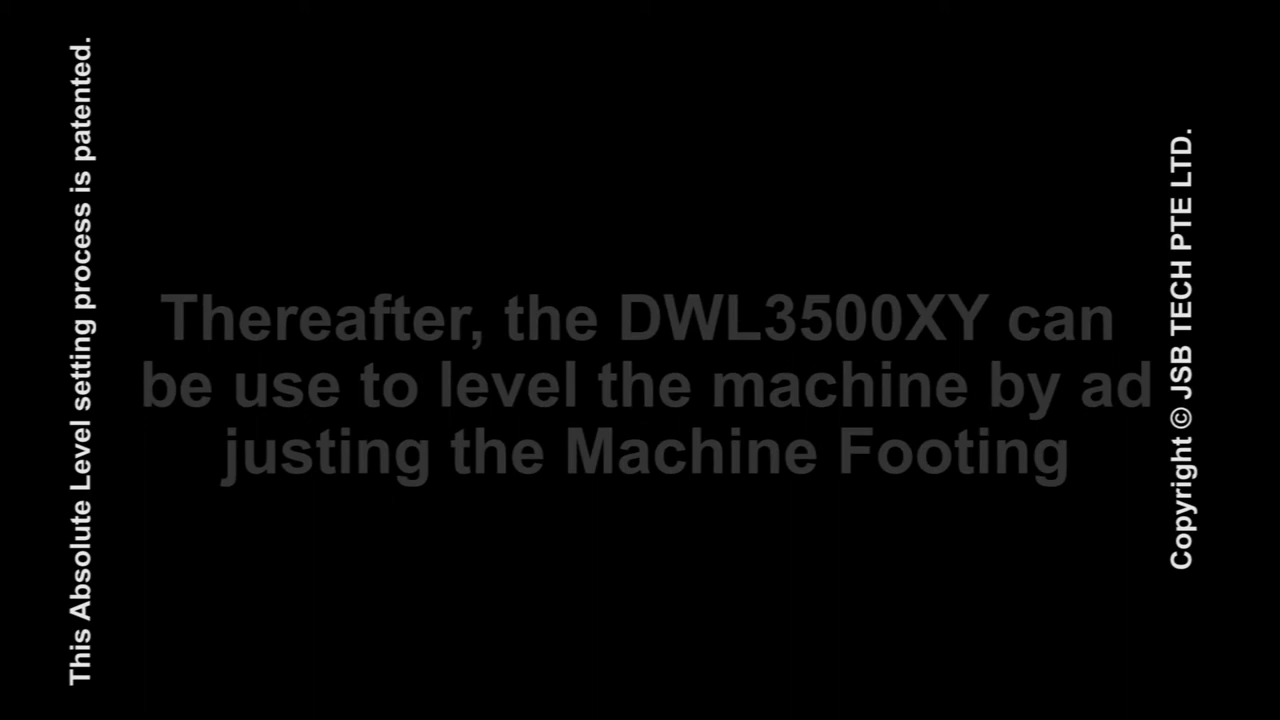 This Absolute Level setting process is patented.
Thereafter, the DWL3500XY can
be use to level the machine by ad
justing the Machine Footing
Copyright © JSB TECH PTE LTD.